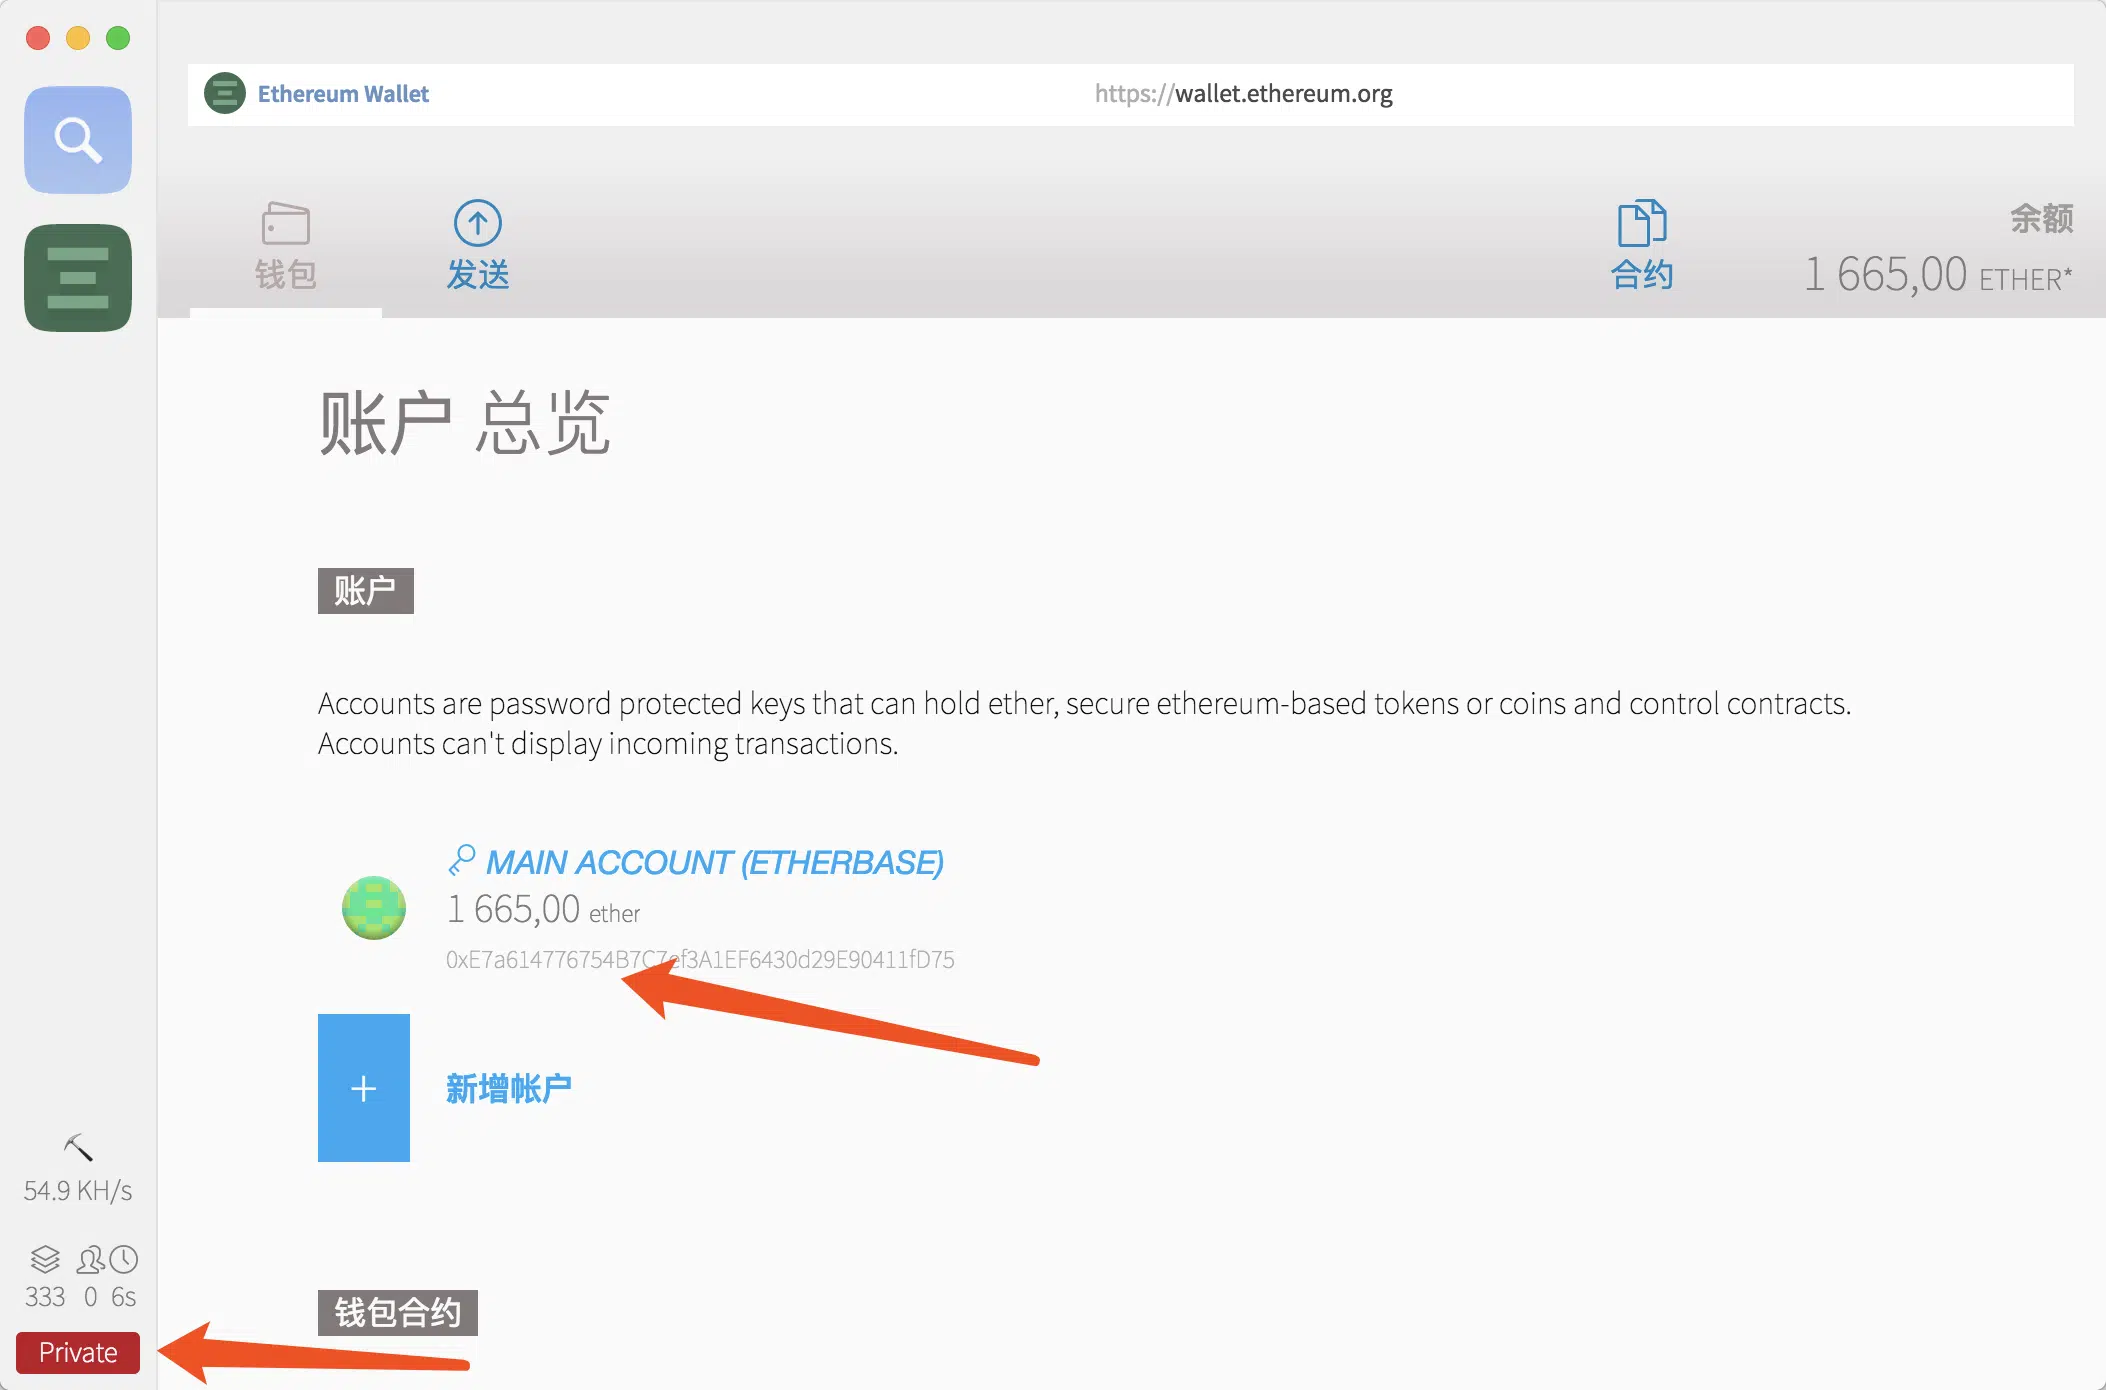 Ethereum Wallet
https://wallet.ethereum.org
钱包
发送
合约
余额
1 665,00 ETHER*
账户 总览
账户
Accounts are password protected keys that can hold ether, secure ethereum-based tokens or coins and control contracts.
Accounts can't display incoming transactions.
MAIN ACCOUNT (ETHERBASE)
1 665,00 ether
0xE7a614776754B7C7ef3A1EF6430d29E90411fD75
新增帐户
54.9 KH/s
333 0 6s
钱包合约
Private